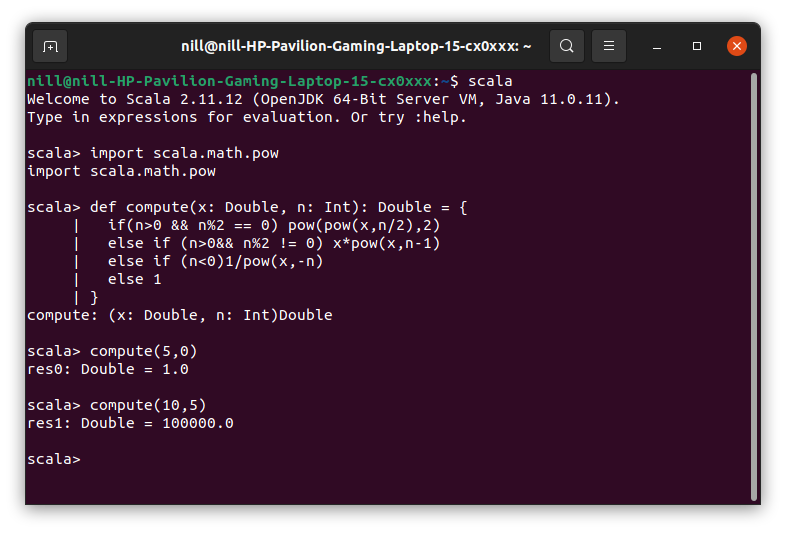 nill@nill-HP-Pavilion-Gaming-Laptop-15-cx0xxx: ~
nill@nill-HP-Pavilion-Gaming-Laptop-15-cx0xxx:~$ scala
Welcome to Scala 2.11.12 (OpenJDK 64-Bit Server VM, Java 11.0.11).
Type in expressions for evaluation. Or try :help.
scala> import scala.math.pow
import scala.math.pow
scala> def compute(x: Double, n: Int): Double = {
     |   if(n>0 && n%2 == 0) pow(pow(x,n/2),2)
     |   else if (n>0&& n%2 != 0) x*pow(x,n-1)
     |   else if (n<0)1/pow(x,-n)
     |   else 1
     | }
compute: (x: Double, n: Int)Double
scala> compute(5,0)
res0: Double = 1.0
scala> compute(10,5)
res1: Double = 100000.0
scala>